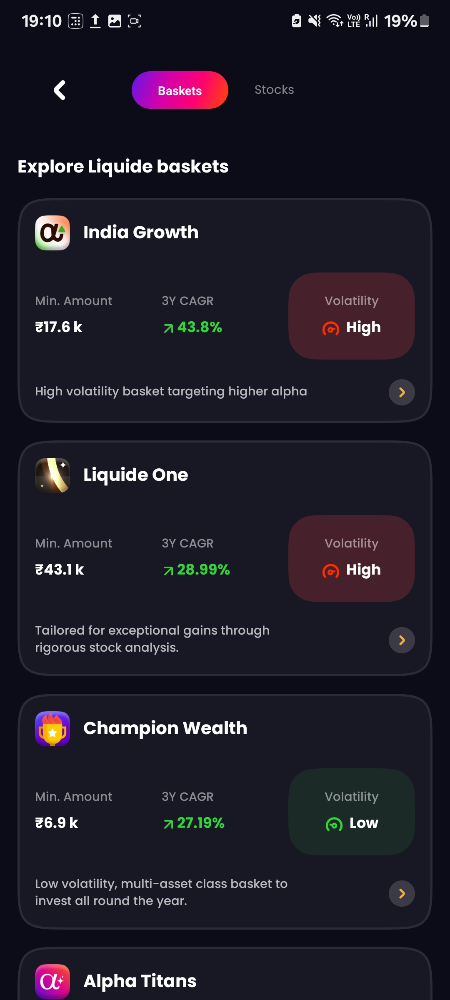 19:10
Vo)) LTE R 19%
Baskets
Stocks
Explore Liquide baskets
India Growth
Min. Amount 3Y CAGR Volatility
₹17.6 k 43.8% High
High volatility basket targeting higher alpha
Liquide One
Min. Amount 3Y CAGR Volatility
₹43.1 k 28.99% High
Tailored for exceptional gains through
rigorous stock analysis.
Champion Wealth
Min. Amount 3Y CAGR Volatility
₹6.9 k 27.19% Low
Low volatility, multi-asset class basket to
invest all round the year.
Alpha Titans